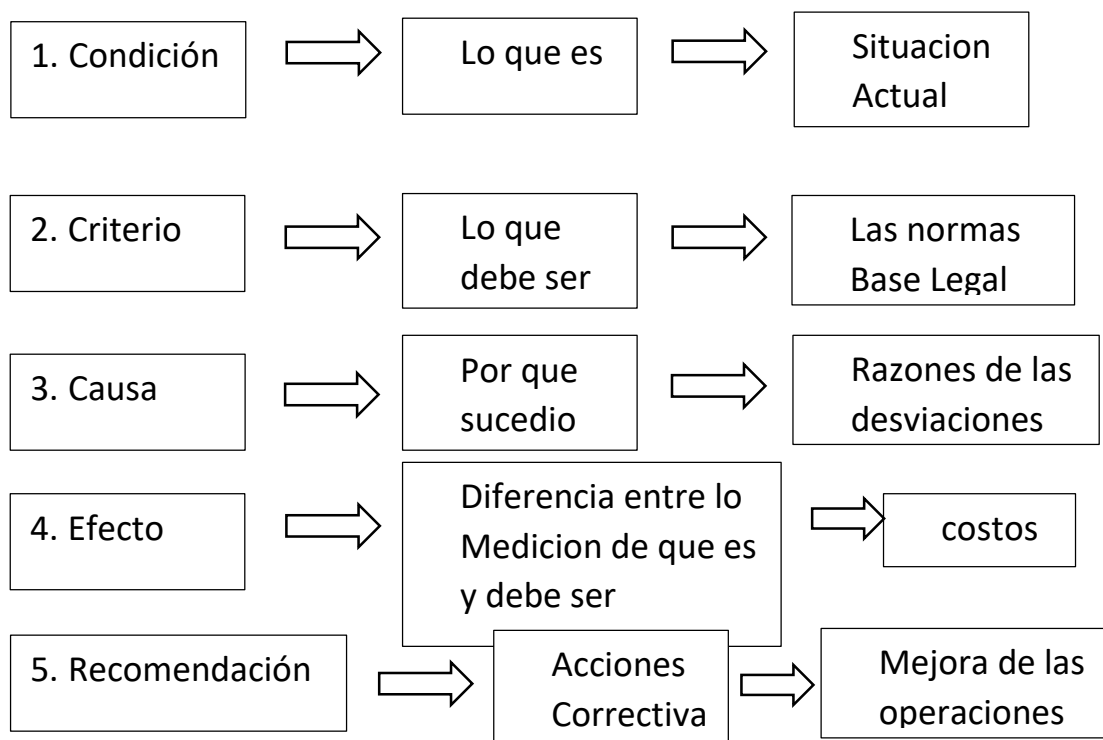 1. Condición
Lo que es
Situacion
Actual
2. Criterio
Lo que
debe ser
Las normas
Base Legal
3. Causa
Por que
sucedio
Razones de las
desviaciones
4. Efecto
Diferencia entre lo
Medicion de que es
y debe ser
costos
5. Recomendación
Acciones
Correctiva
Mejora de las
operaciones